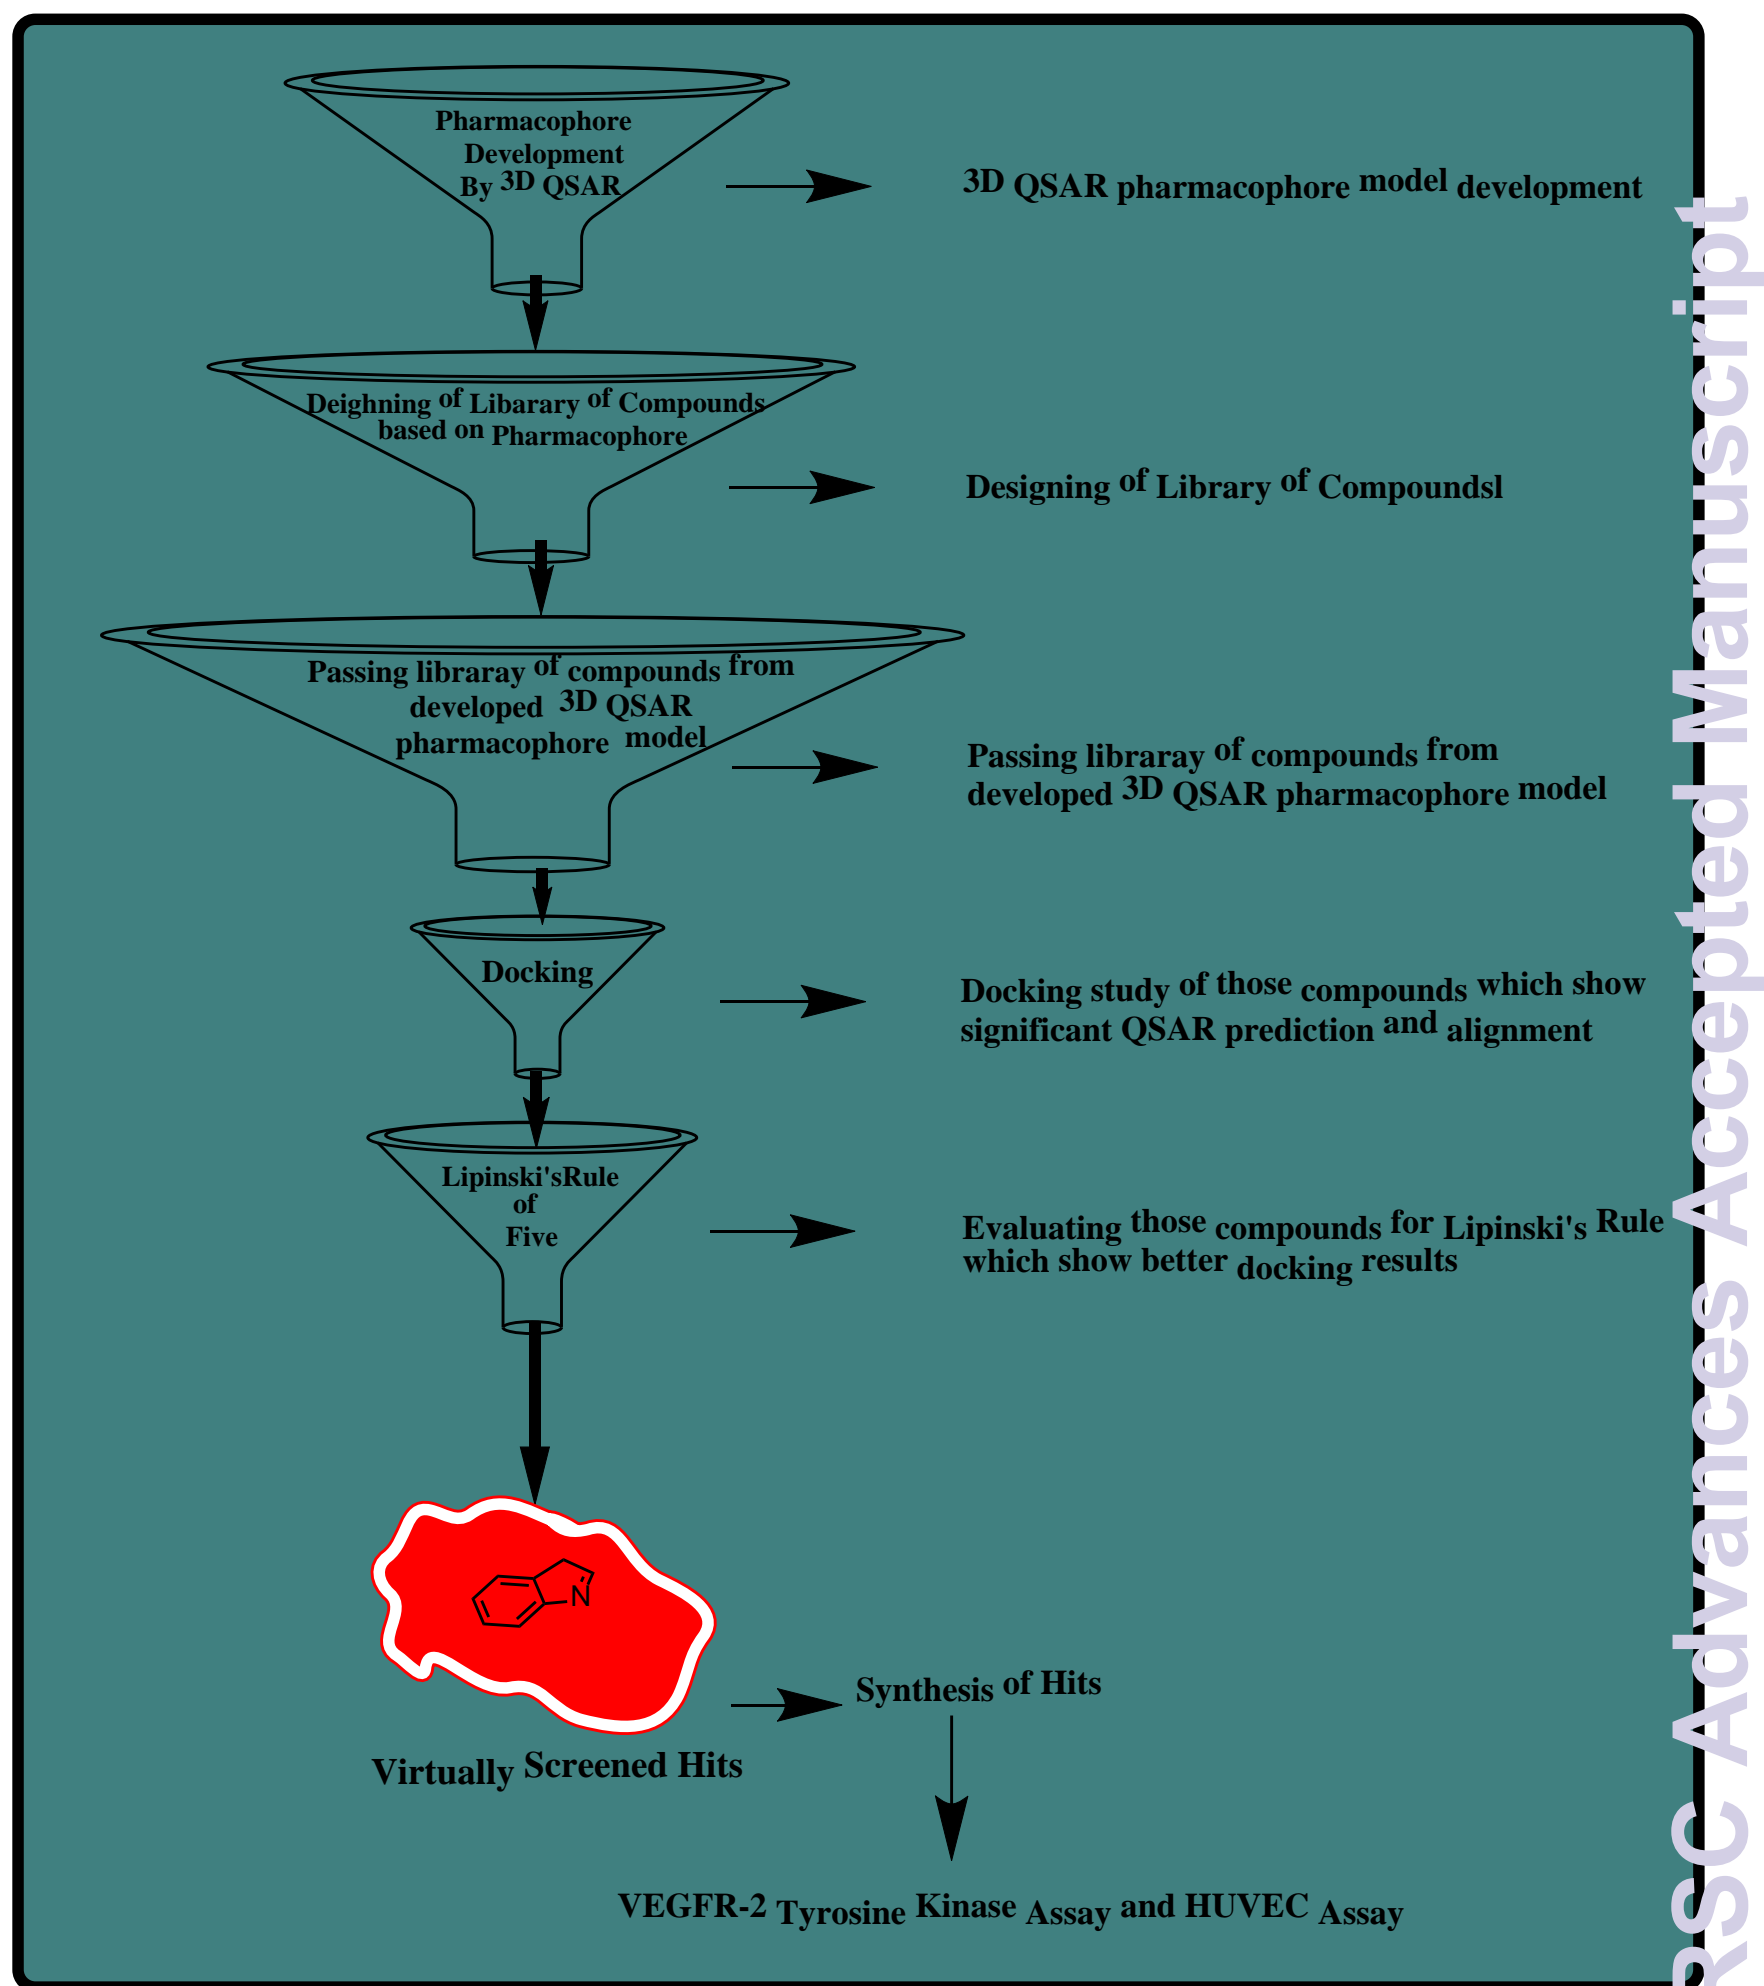 Pharmacophore
Development
By 3D QSAR
3D QSAR pharmacophore model development
Deighning of Libarary of Compounds
based on Pharmacophore
Designing of Library of Compoundsl
Passing libraray of compounds from
developed 3D QSAR
pharmacophore model
Passing libraray of compounds from
developed 3D QSAR pharmacophore model
Docking
Docking study of those compounds which show
significant QSAR prediction and alignment
Lipinski'sRule
of
Five
Evaluating those compounds for Lipinski's Rule
which show better docking results
N
Virtually Screened Hits
Synthesis of Hits
VEGFR-2 Tyrosine Kinase Assay and HUVEC Assay
RSC Advances Accepted Manuscript